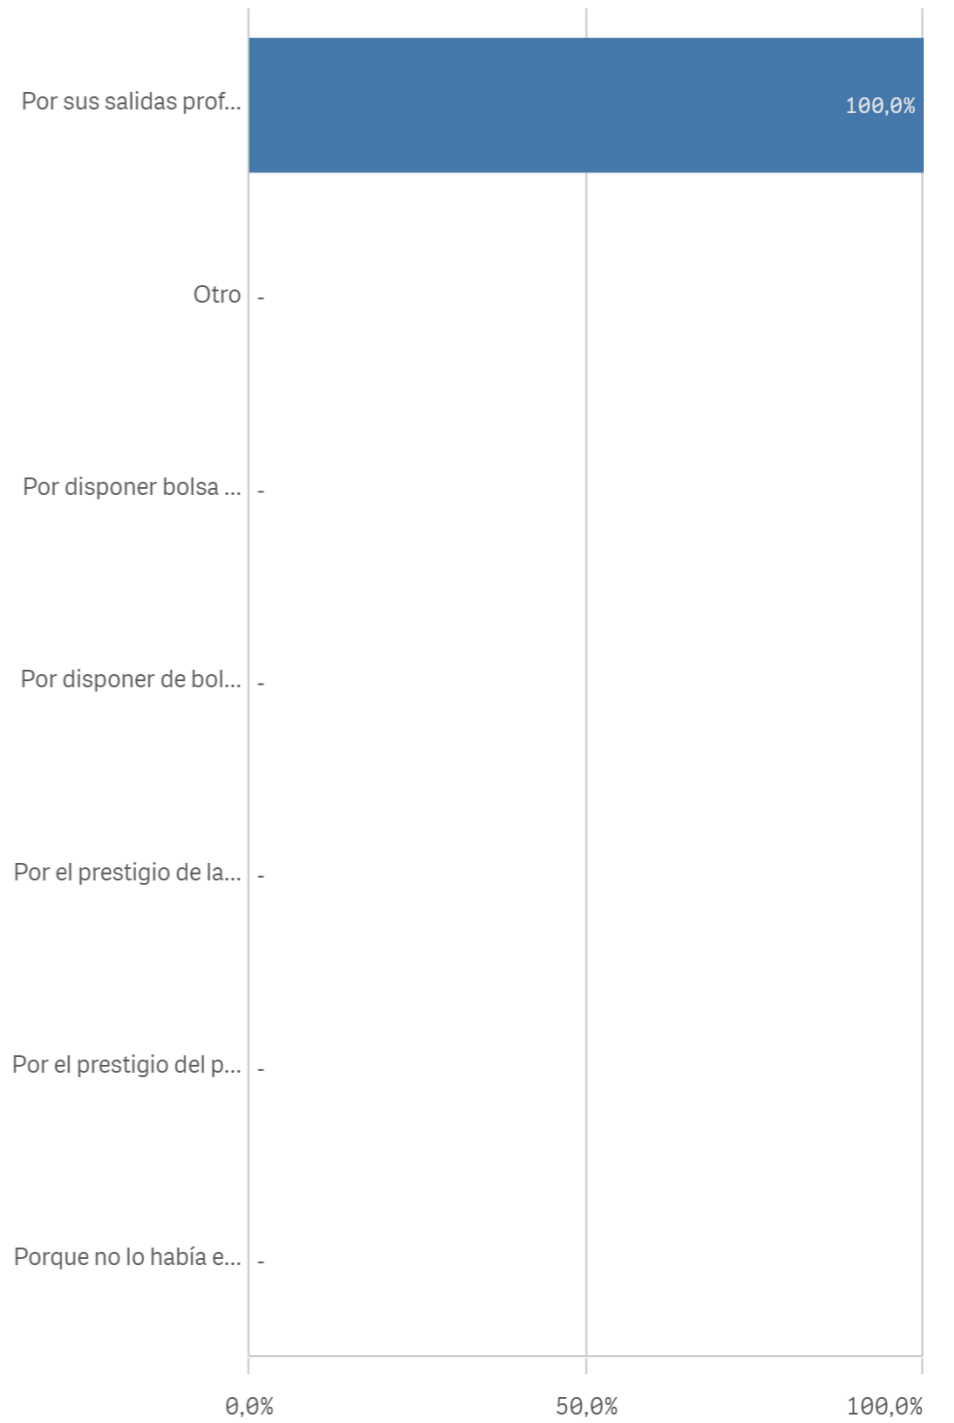 Por sus salidas prof...
100,0%
Otro -
Por disponer bolsa ... -
Por disponer de bol... -
Por el prestigio de la... -
Por el prestigio del p... -
Porque no lo había e... -
0,0% 50,0% 100,0%